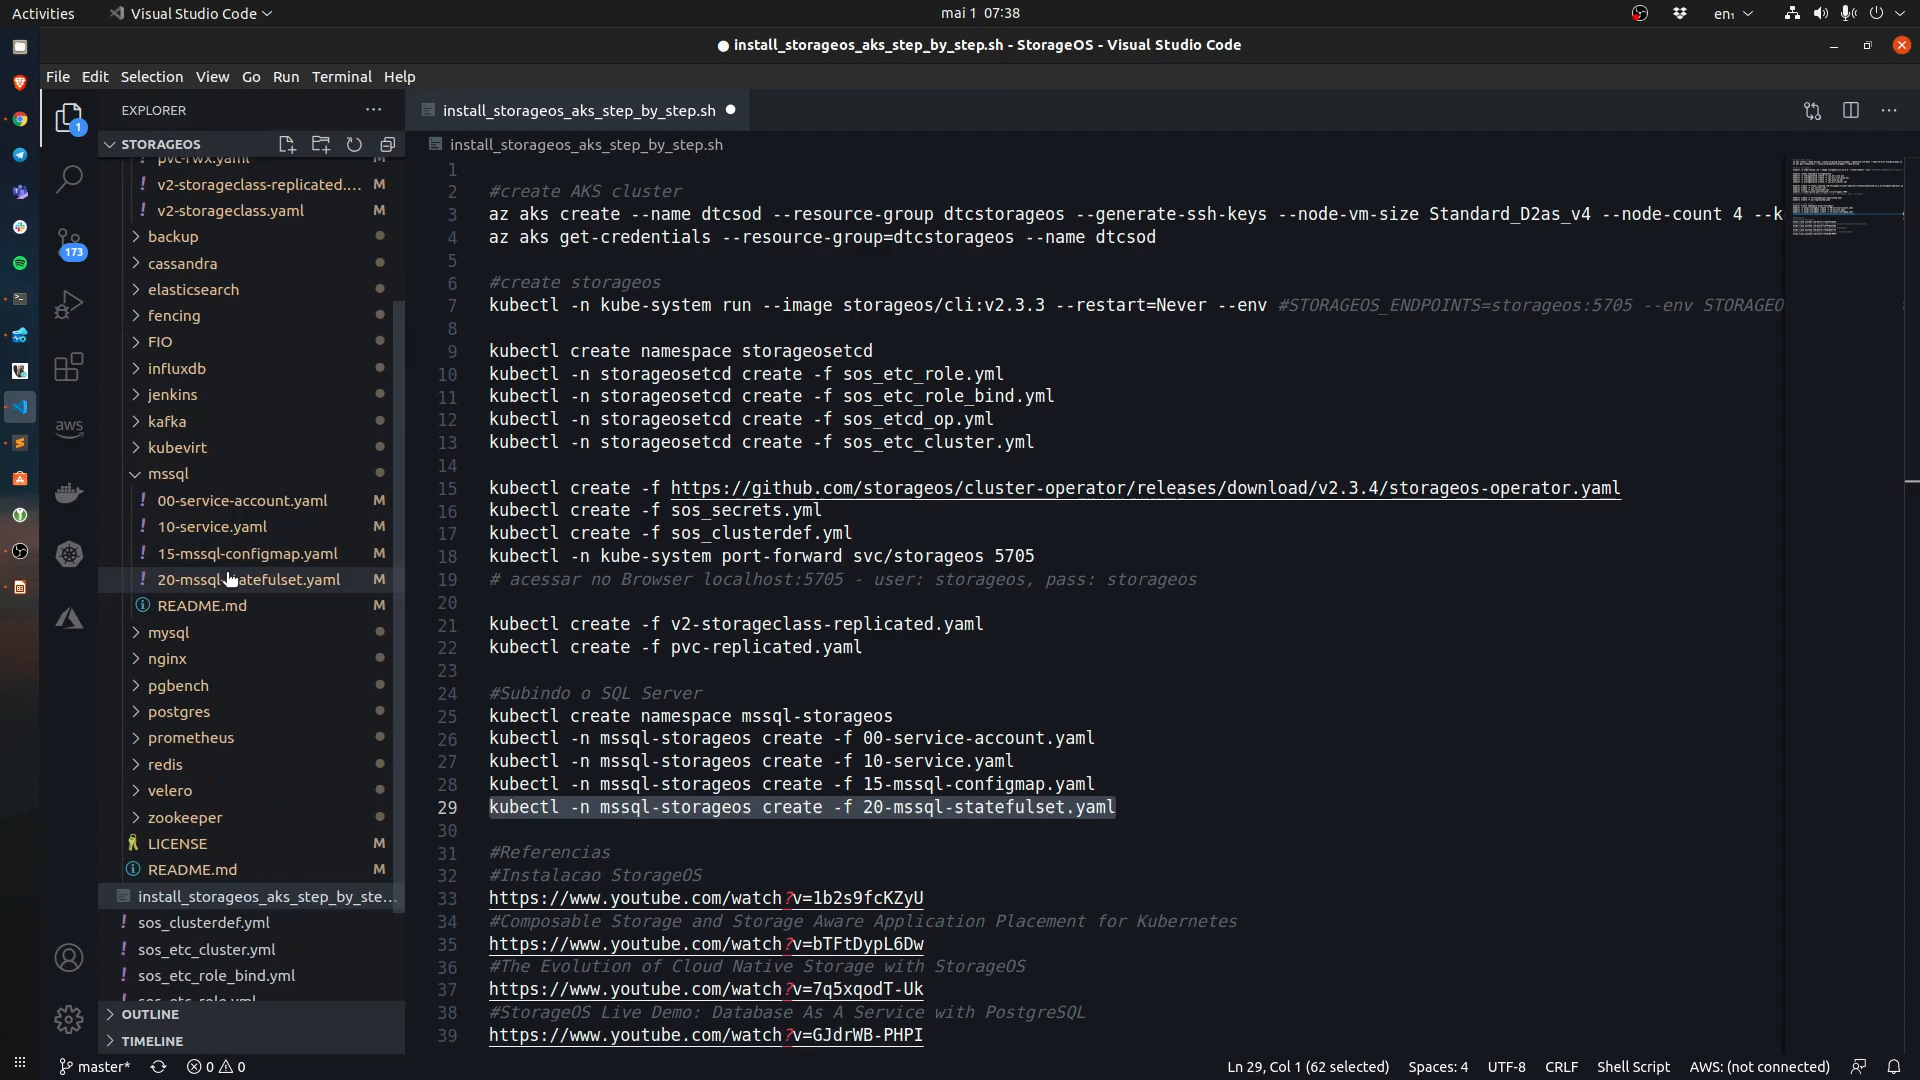 Activities
Visual Studio Code
mai 1 07:38
en₁
● install_storageos_aks_step_by_step.sh - StorageOS - Visual Studio Code
File Edit Selection View Go Run Terminal Help
EXPLORER
STORAGEOS
pvc-rwx.yaml M
v2-storageclass-replicated.... M
v2-storageclass.yaml M
backup
cassandra
elasticsearch
fencing
FIO
influxdb
jenkins
kafka
kubevirt
mssql
00-service-account.yaml M
10-service.yaml M
15-mssql-configmap.yaml M
20-mssql-statefulset.yaml M
README.md M
mysql
nginx
pgbench
postgres
prometheus
redis
velero
zookeeper
LICENSE M
README.md M
install_storageos_aks_step_by_ste...
sos_clusterdef.yml
sos_etc_cluster.yml
sos_etc_role_bind.yml
sos_etc_role.yml
OUTLINE
TIMELINE
1
173
aws
install_storageos_aks_step_by_step.sh ●
install_storageos_aks_step_by_step.sh
1
2 #create AKS cluster
3 az aks create --name dtcsod --resource-group dtcstorageos --generate-ssh-keys --node-vm-size Standard_D2as_v4 --node-count 4 --k
4 az aks get-credentials --resource-group=dtcstorageos --name dtcsod
5
6 #create storageos
7 kubectl -n kube-system run --image storageos/cli:v2.3.3 --restart=Never --env #STORAGEOS_ENDPOINTS=storageos:5705 --env STORAGEO
8
9 kubectl create namespace storageosetcd
10 kubectl -n storageosetcd create -f sos_etc_role.yml
11 kubectl -n storageosetcd create -f sos_etc_role_bind.yml
12 kubectl -n storageosetcd create -f sos_etcd_op.yml
13 kubectl -n storageosetcd create -f sos_etc_cluster.yml
14
15 kubectl create -f https://github.com/storageos/cluster-operator/releases/download/v2.3.4/storageos-operator.yaml
16 kubectl create -f sos_secrets.yml
17 kubectl create -f sos_clusterdef.yml
18 kubectl -n kube-system port-forward svc/storageos 5705
19 # acessar no Browser localhost:5705 - user: storageos, pass: storageos
20
21 kubectl create -f v2-storageclass-replicated.yaml
22 kubectl create -f pvc-replicated.yaml
23
24 #Subindo o SQL Server
25 kubectl create namespace mssql-storageos
26 kubectl -n mssql-storageos create -f 00-service-account.yaml
27 kubectl -n mssql-storageos create -f 10-service.yaml
28 kubectl -n mssql-storageos create -f 15-mssql-configmap.yaml
29 kubectl -n mssql-storageos create -f 20-mssql-statefulset.yaml
30
31 #Referencias
32 #Instalacao StorageOS
33 https://www.youtube.com/watch?v=1b2s9fcKZyU
34 #Composable Storage and Storage Aware Application Placement for Kubernetes
35 https://www.youtube.com/watch?v=bTFtDypL6Dw
36 #The Evolution of Cloud Native Storage with StorageOS
37 https://www.youtube.com/watch?v=7q5xqodT-Uk
38 #StorageOS Live Demo: Database As A Service with PostgreSQL
39 https://www.youtube.com/watch?v=GJdrWB-PHPI
master* 0 0
Ln 29, Col 1 (62 selected) Spaces: 4 UTF-8 CRLF Shell Script AWS: (not connected)